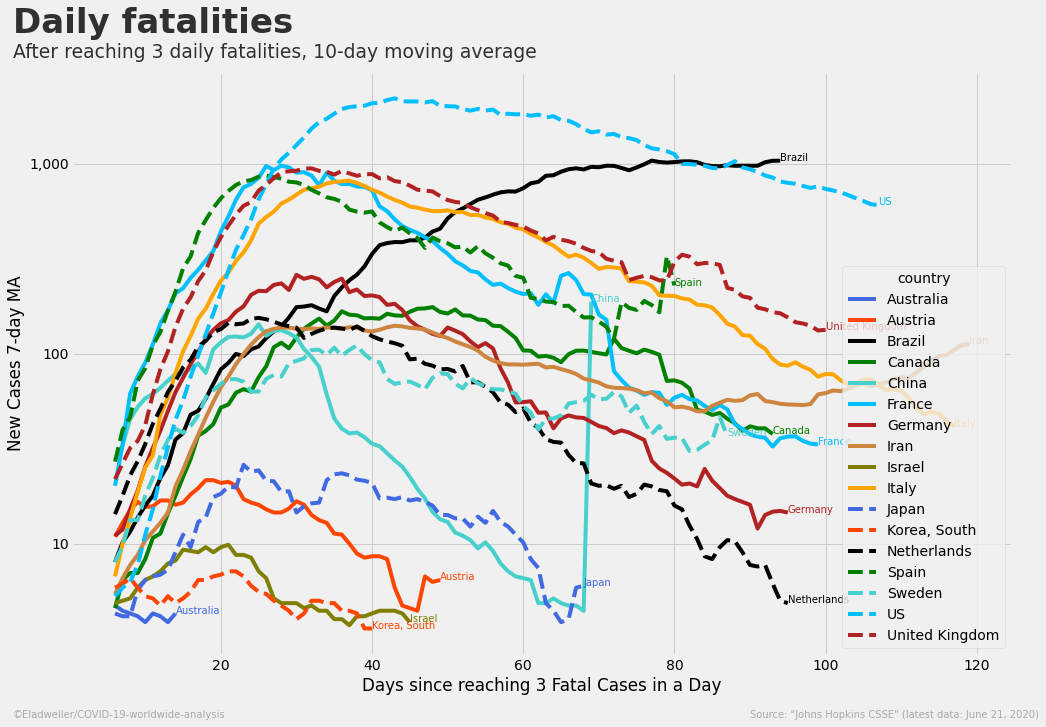 Daily fatalities
After reaching 3 daily fatalities, 10-day moving average
New Cases 7-day MA
1,000
100
10
20
40
60
80
100
120
Days since reaching 3 Fatal Cases in a Day
Brazil
US
Spain
China
United Kingdom
Iran
Italy
Canada
Sweden
France
Germany
Austria
Japan
Australia
Israel
Korea, South
Netherlands
country
Australia
Austria
Brazil
Canada
China
France
Germany
Iran
Israel
Italy
Japan
Korea, South
Netherlands
Spain
Sweden
US
United Kingdom
©Eladweller/COVID-19-worldwide-analysis
Source: "Johns Hopkins CSSE" (latest data: June 21, 2020)